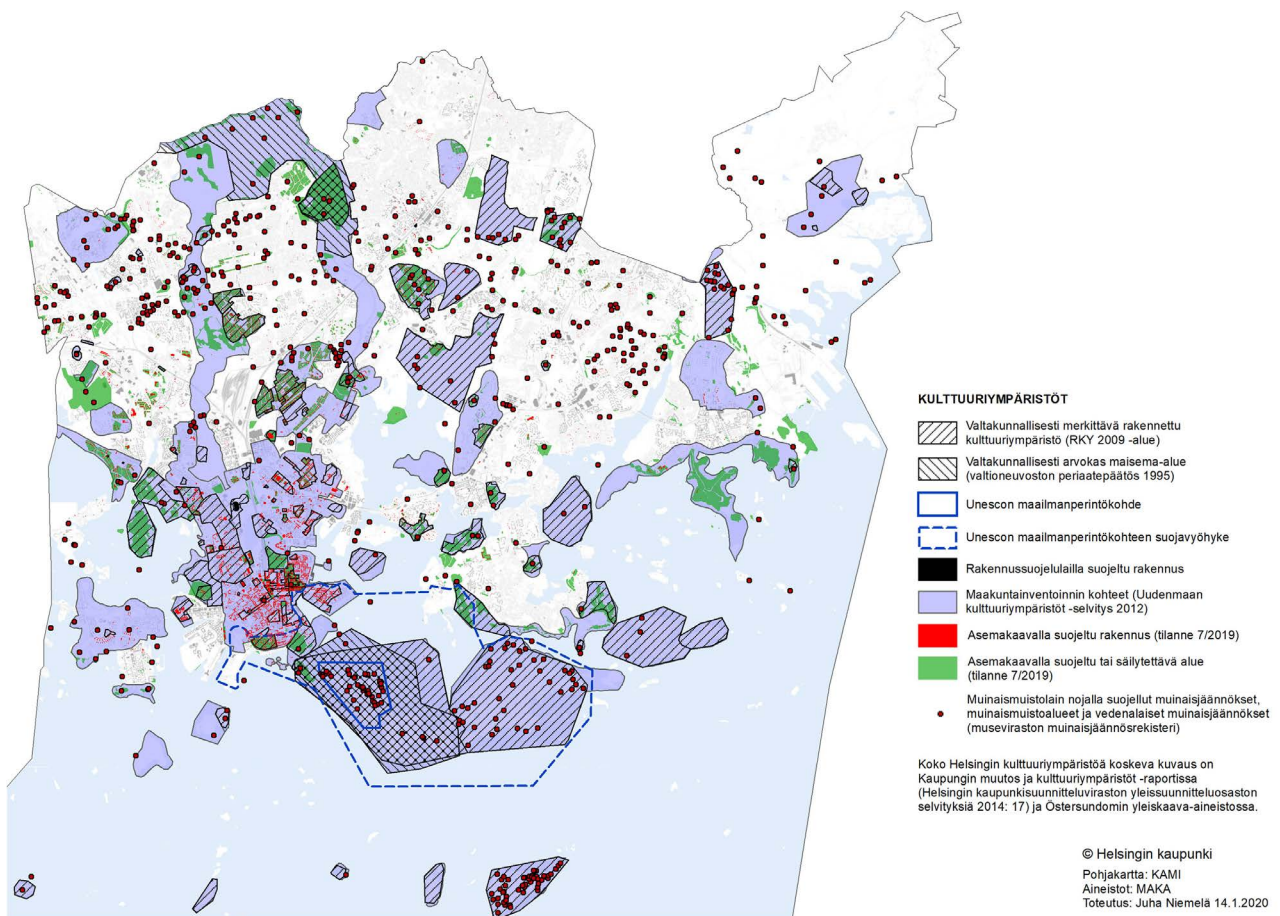 KULTTUURIYMPÄRISTÖT
Valtakunnallisesti merkittävä rakennettu
kulttuuriympäristö (RKY 2009 -alue)
Valtakunnallisesti arvokas maisema-alue
(valtioneuvoston periaatepäätös 1995)
Unescon maailmanperintökohde
Unescon maailmanperintökohteen suojavyöhyke
Rakennussuojelulailla suojeltu rakennus
Maakuntainventoinnin kohteet (Uudenmaan
kulttuuriympäristöt -selvitys 2012)
Asemakaavalla suojeltu rakennus (tilanne 7/2019)
Asemakaavalla suojeltu tai säilytettävä alue
(tilanne 7/2019)
Muinaismuistolain nojalla suojellut muinaisjäännökset,
muinaismuistoalueet ja vedenalaiset muinaisjäännökset
(museviraston muinaisjäännösrekisteri)
Koko Helsingin kulttuuriympäristöä koskeva kuvaus on
Kaupungin muutos ja kulttuuriympäristöt -raportissa
(Helsingin kaupunkisuunnitteluviraston yleissuunnitteluosaston
selvityksiä 2014: 17) ja Östersundomin yleiskaava-aineistossa.
© Helsingin kaupunki
Pohjakartta: KAMI
Aineistot: MAKA
Toteutus: Juha Niemelä 14.1.2020